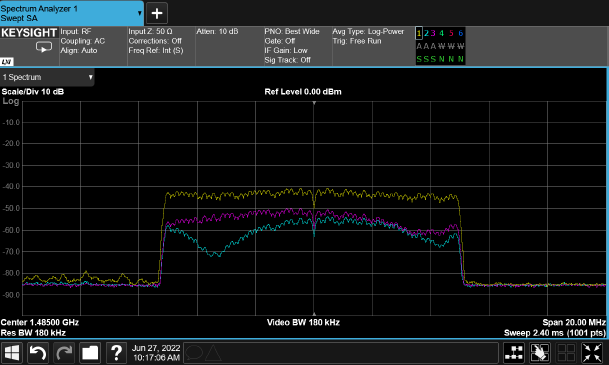 Spectrum Analyzer 1
Swept SA
KEYSIGHT
Input: RF
Coupling: AC
Align: Auto
Input Z: 50 Ω
Corrections: Off
Freq Ref: Int (S)
Atten: 10 dB
PNO: Best Wide
Gate: Off
IF Gain: Low
Sig Track: Off
Avg Type: Log-Power
Trig: Free Run
1 2 3 4 5 6
A A A W W W
S S S N N N
LXI
1 Spectrum
Scale/Div 10 dB
Ref Level 0.00 dBm
Log
-10.0
-20.0
-30.0
-40.0
-50.0
-60.0
-70.0
-80.0
-90.0
Center 1.48500 GHz
Video BW 180 kHz
Span 20.00 MHz
Res BW 180 kHz
Sweep 2.40 ms (1001 pts)
?
Jun 27, 2022
10:17:06 AM